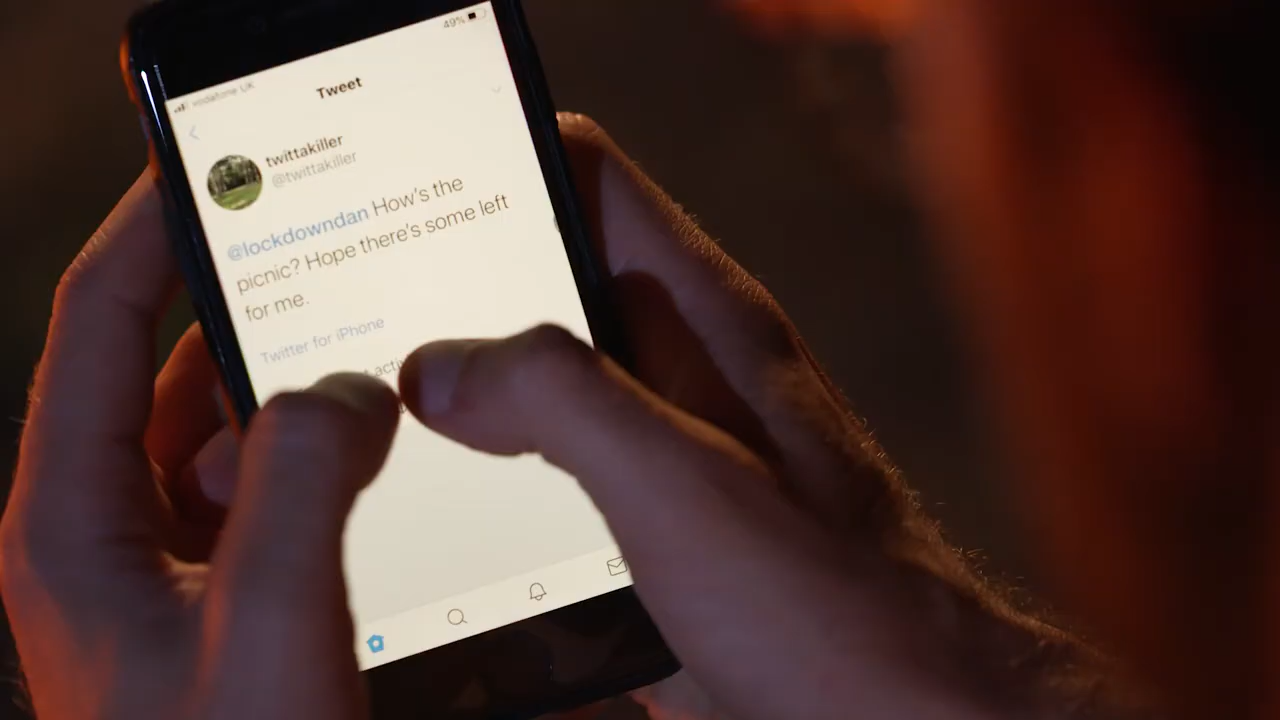 49%
vodafone UK
Tweet
twittakiller
@twittakiller
@lockdowndan How's the
picnic? Hope there's some left
for me.
Twitter for iPhone